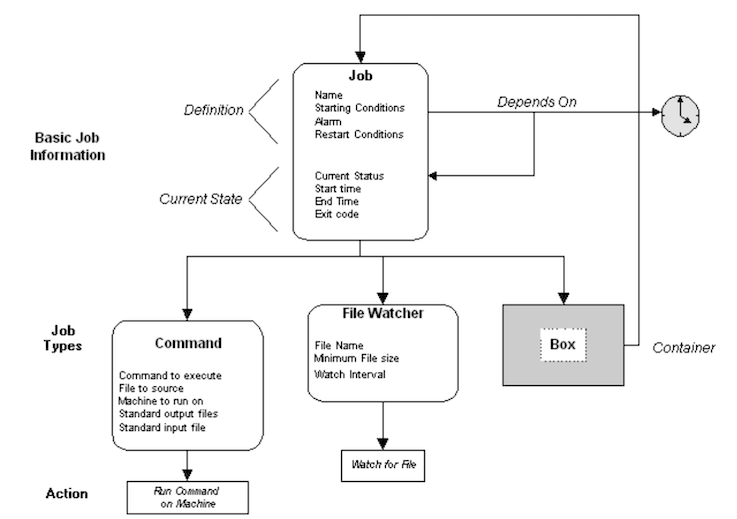 Job
Name
Starting Conditions
Alarm
Restart Conditions
Definition
Depends On
Basic Job
Information
Current Status
Start time
End Time
Exit code
Current State
Job
Types
Command
Command to execute
File to source
Machine to run on
Standard output files
Standard input file
File Watcher
File Name
Minimum File size
Watch Interval
Box
Container
Action
Run Command
on Machine
Watch for File